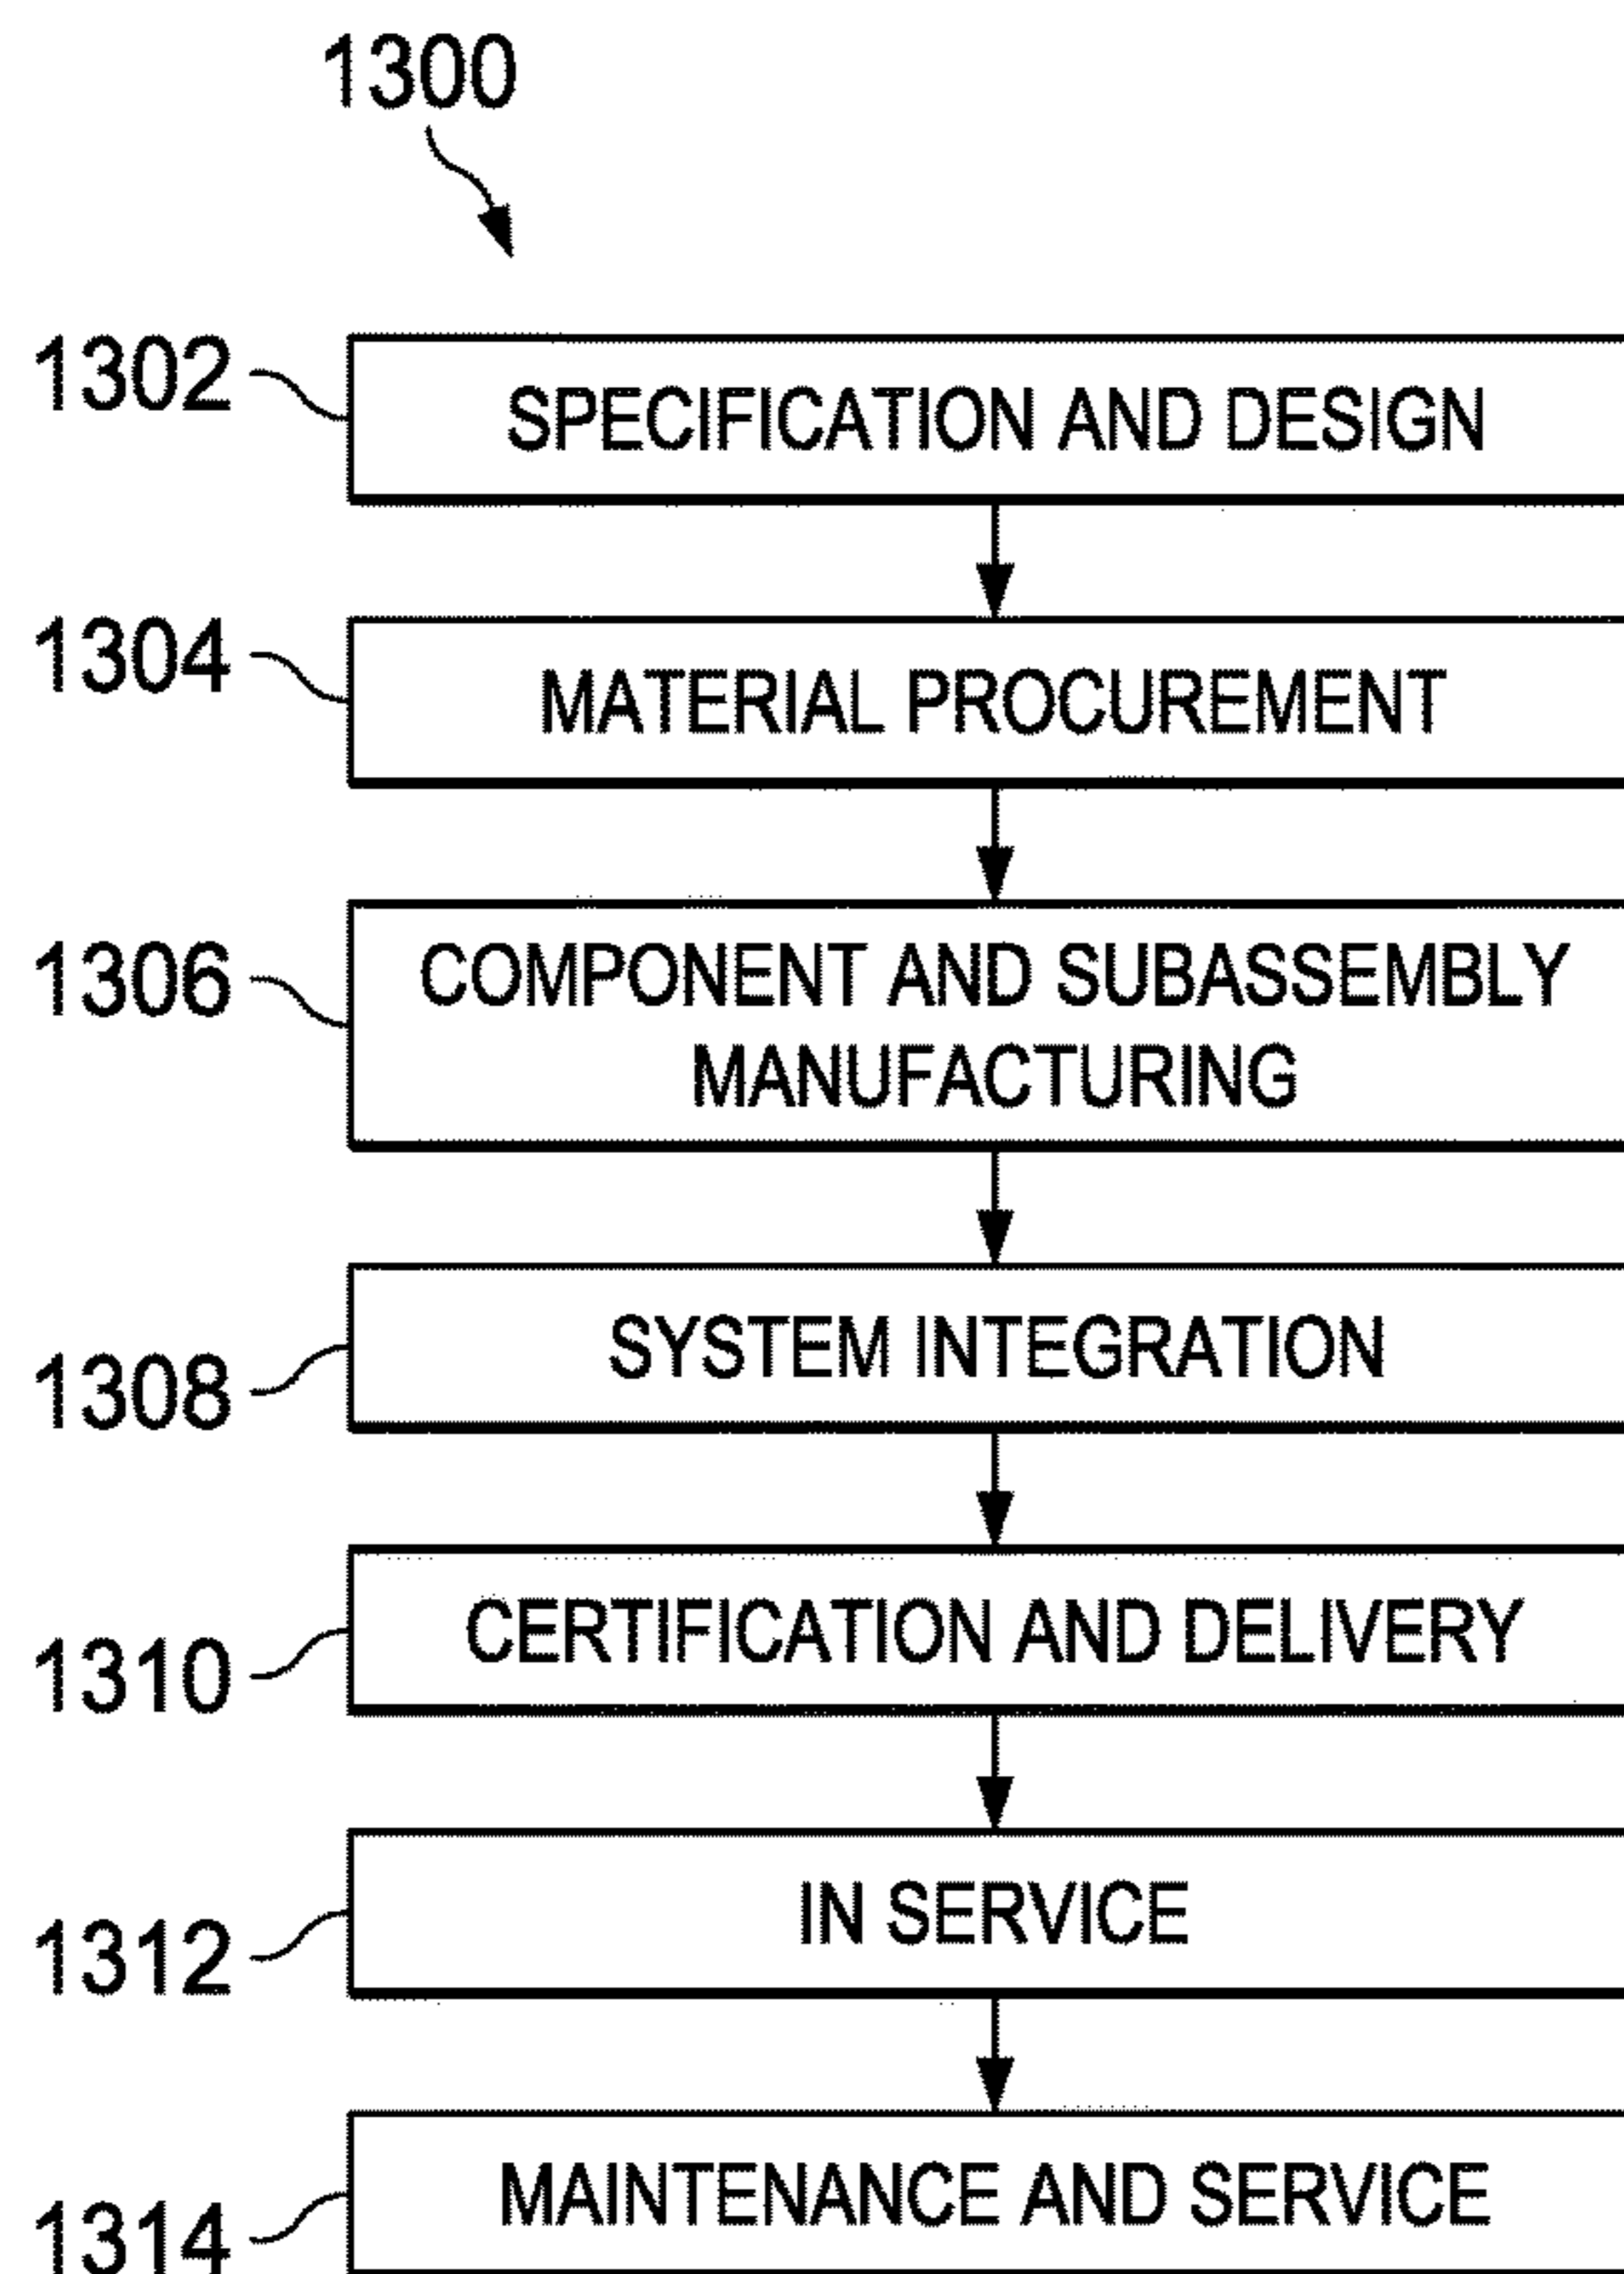 1300
1302
SPECIFICATION AND DESIGN
1304
MATERIAL PROCUREMENT
1306
COMPONENT AND SUBASSEMBLY
MANUFACTURING
1308
SYSTEM INTEGRATION
1310
CERTIFICATION AND DELIVERY
1312
IN SERVICE
1314
MAINTENANCE AND SERVICE